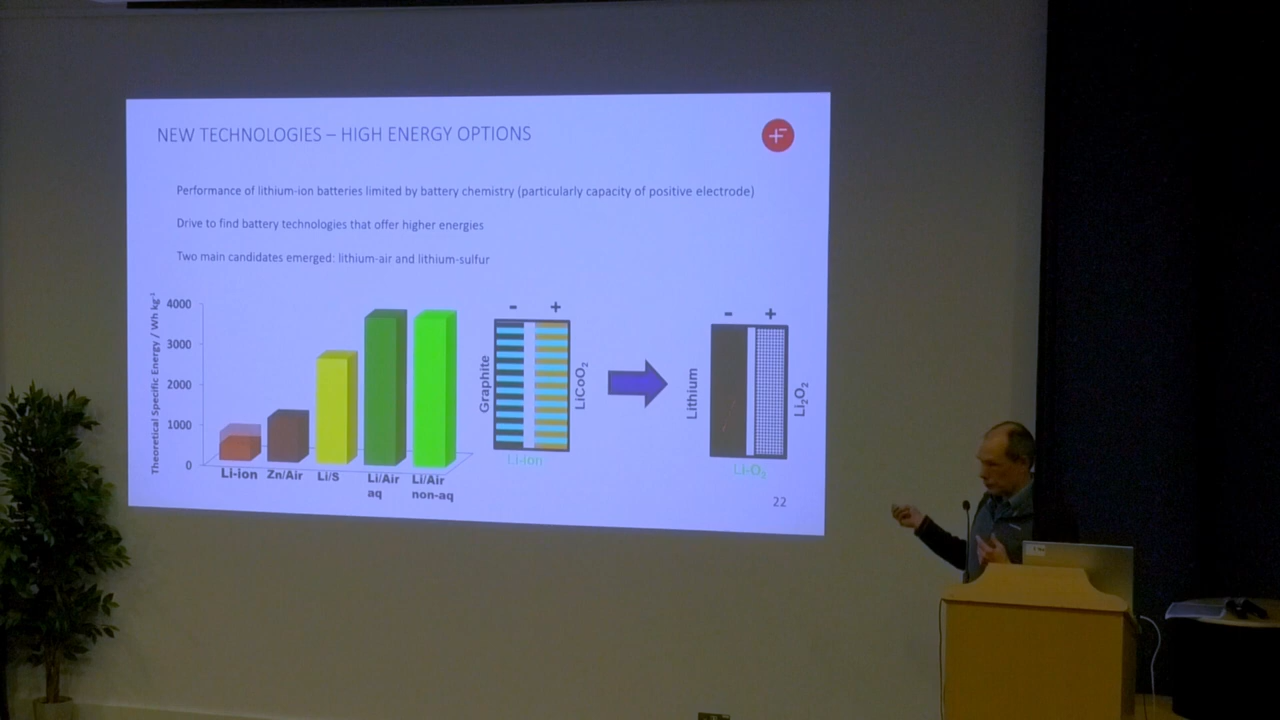 NEW TECHNOLOGIES – HIGH ENERGY OPTIONS
Performance of lithium-ion batteries limited by battery chemistry (particularly capacity of positive electrode)
Drive to find battery technologies that offer higher energies
Two main candidates emerged: lithium-air and lithium-sulfur
Theoretical Specific Energy / Wh kg⁻¹
4000
3000
2000
1000
0
Li-ion
Zn/Air
Li/S
Li/Air
aq
Li/Air
non-aq
- +
Graphite
LiCoO₂
Li-ion
- +
Lithium
Li₂O₂
Li-O₂
22